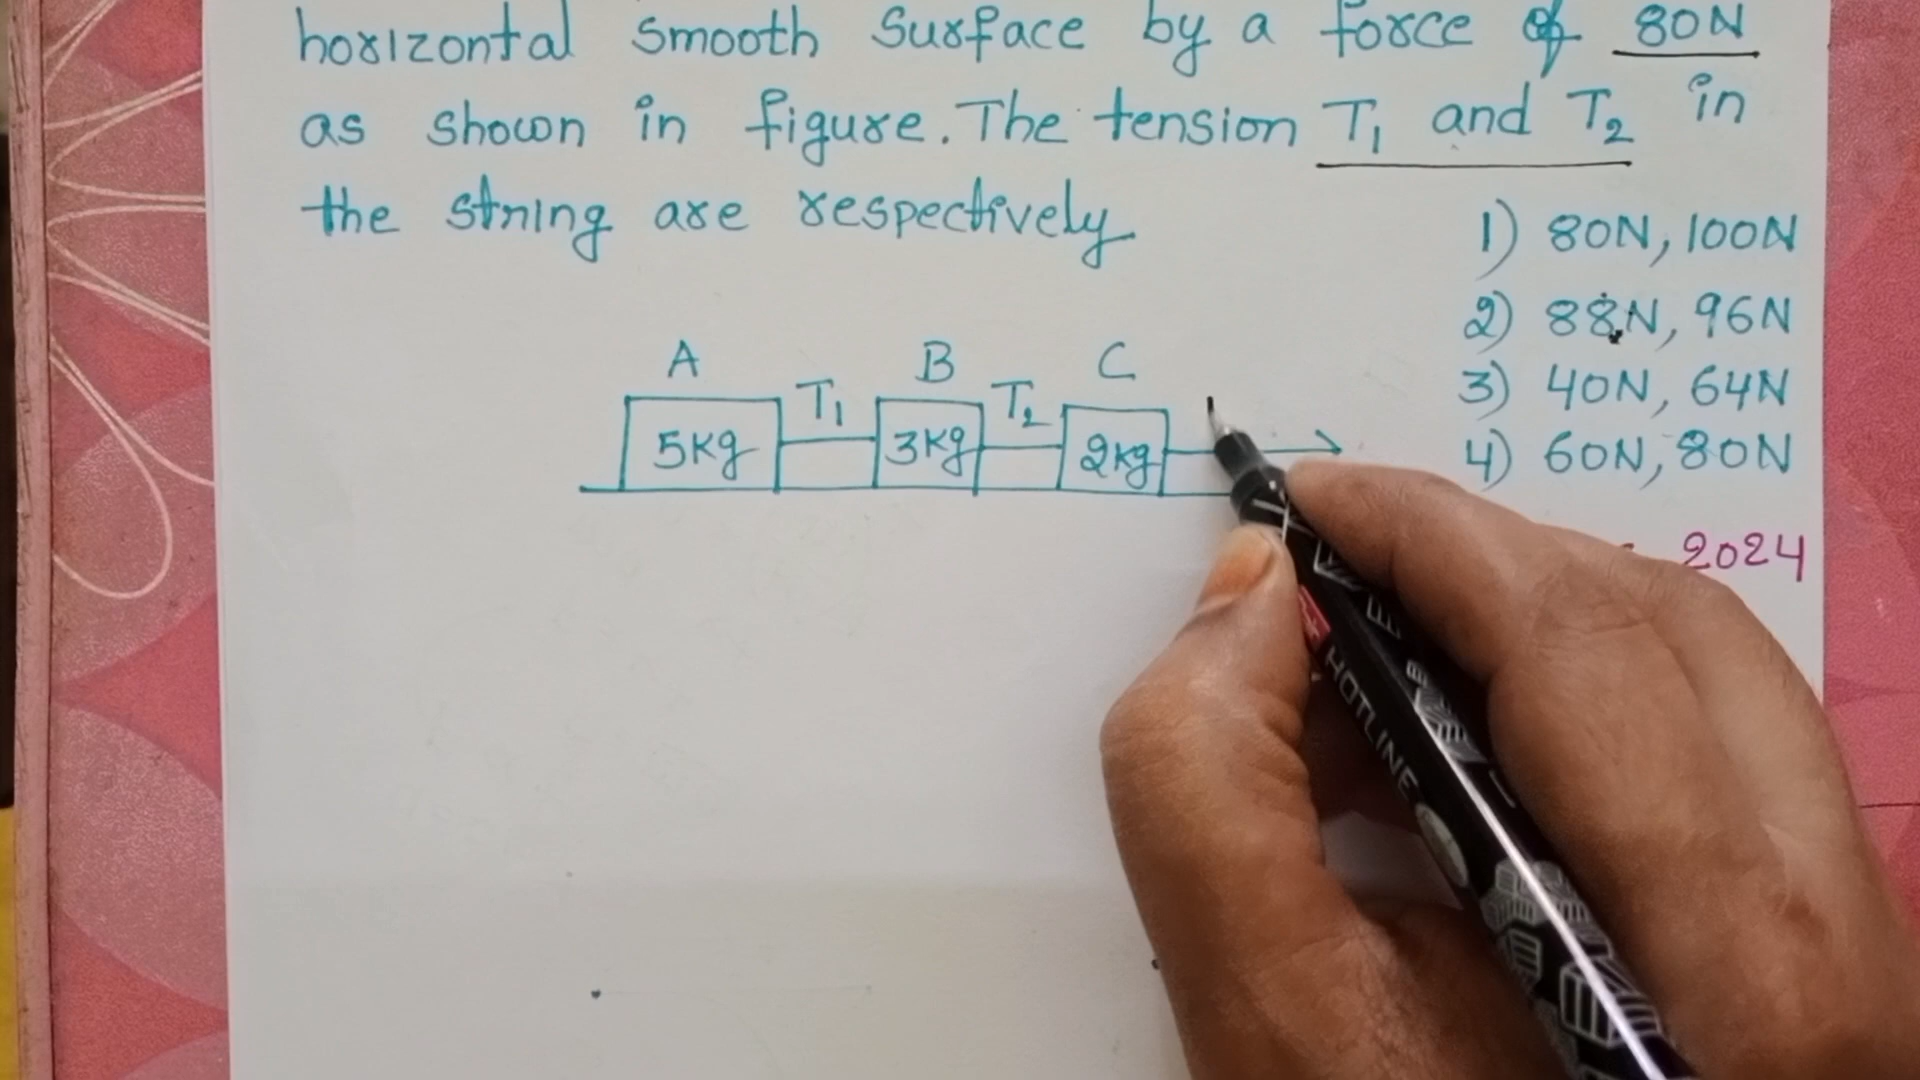 horizontal smooth surface by a force of 80N
as shown in figure. The tension T₁ and T₂ in
the string are respectively
1) 80N, 100N
2) 88N, 96N
3) 40N, 64N
4) 60N, 80N
A B C
T₁ T₂
5kg 3kg 2kg
2024
HOTLINE